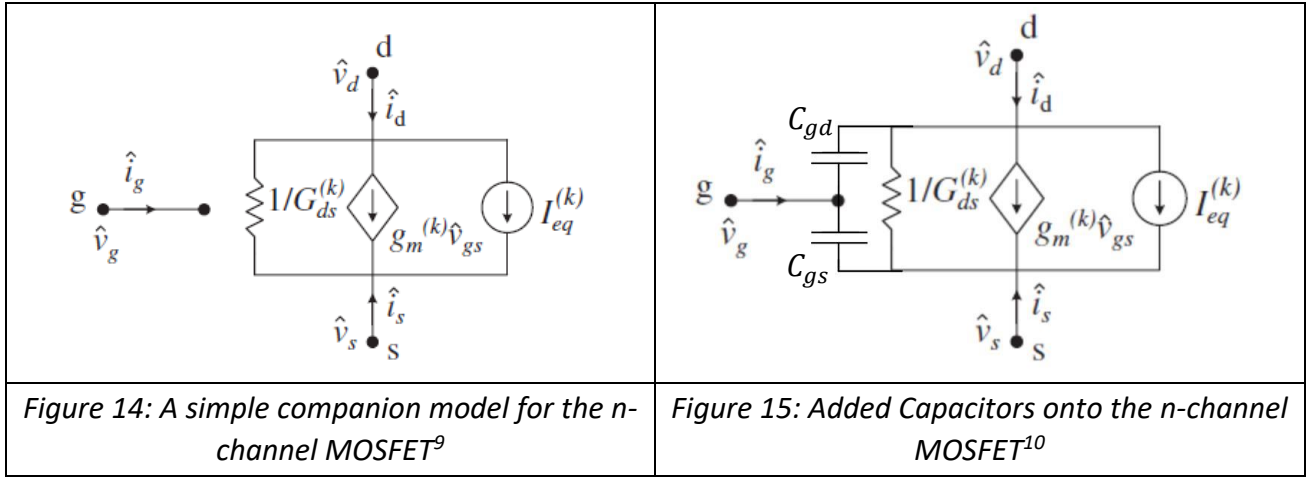 d
v̂_d
î_d
î_g
g
v̂_g
1/G_ds^(k)
g_m^(k) v̂_gs
I_eq^(k)
î_s
v̂_s
s
Figure 14: A simple companion model for the n-
channel MOSFET⁹
d
v̂_d
î_d
C_gd
î_g
g
v̂_g
1/G_ds^(k)
g_m^(k) v̂_gs
I_eq^(k)
C_gs
î_s
v̂_s
s
Figure 15: Added Capacitors onto the n-channel
MOSFET¹⁰